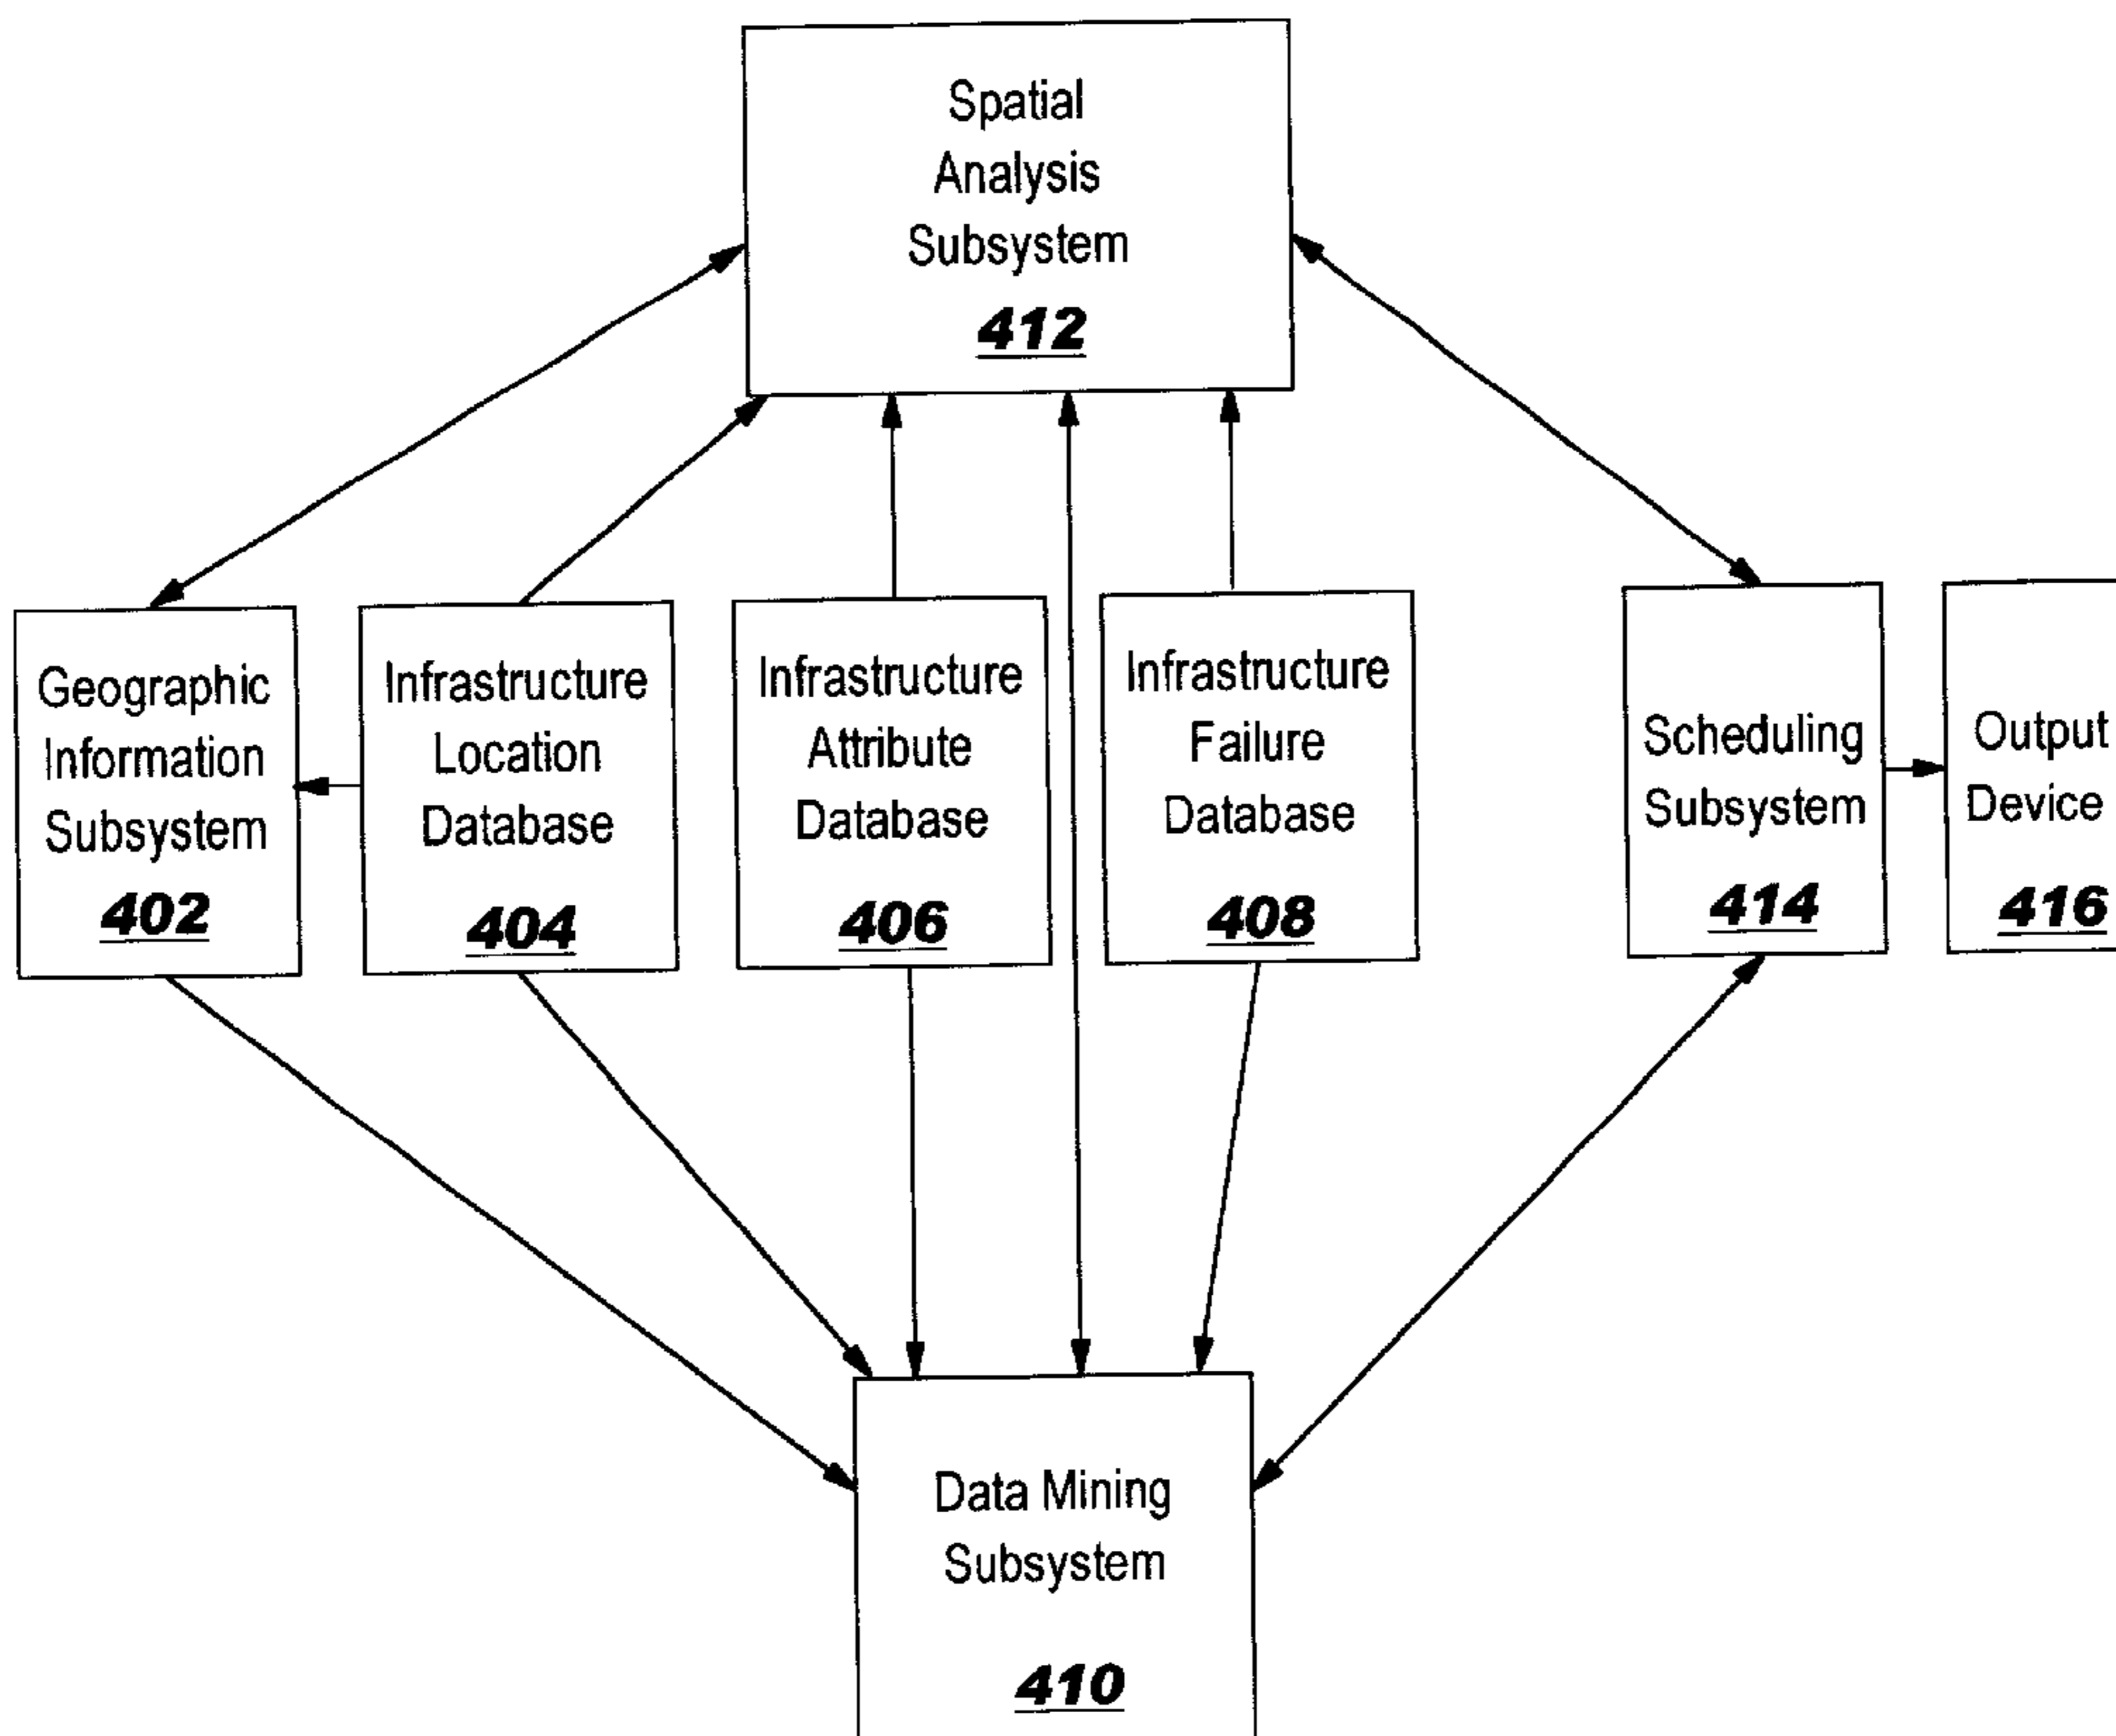 Spatial
Analysis
Subsystem
412
Geographic
Information
Subsystem
402
Infrastructure
Location
Database
404
Infrastructure
Attribute
Database
406
Infrastructure
Failure
Database
408
Scheduling
Subsystem
414
Output
Device
416
Data Mining
Subsystem
410